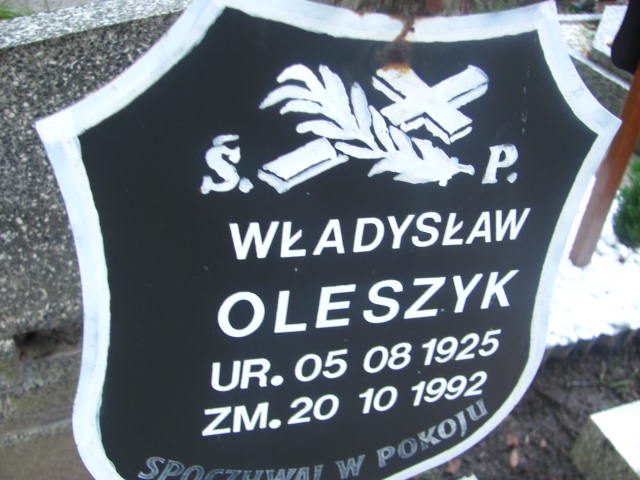 Ś. P.
WŁADYSŁAW
OLESZYK
UR. 05 08 1925
ZM. 20 10 1992
SPOCZYWAJ W POKOJU